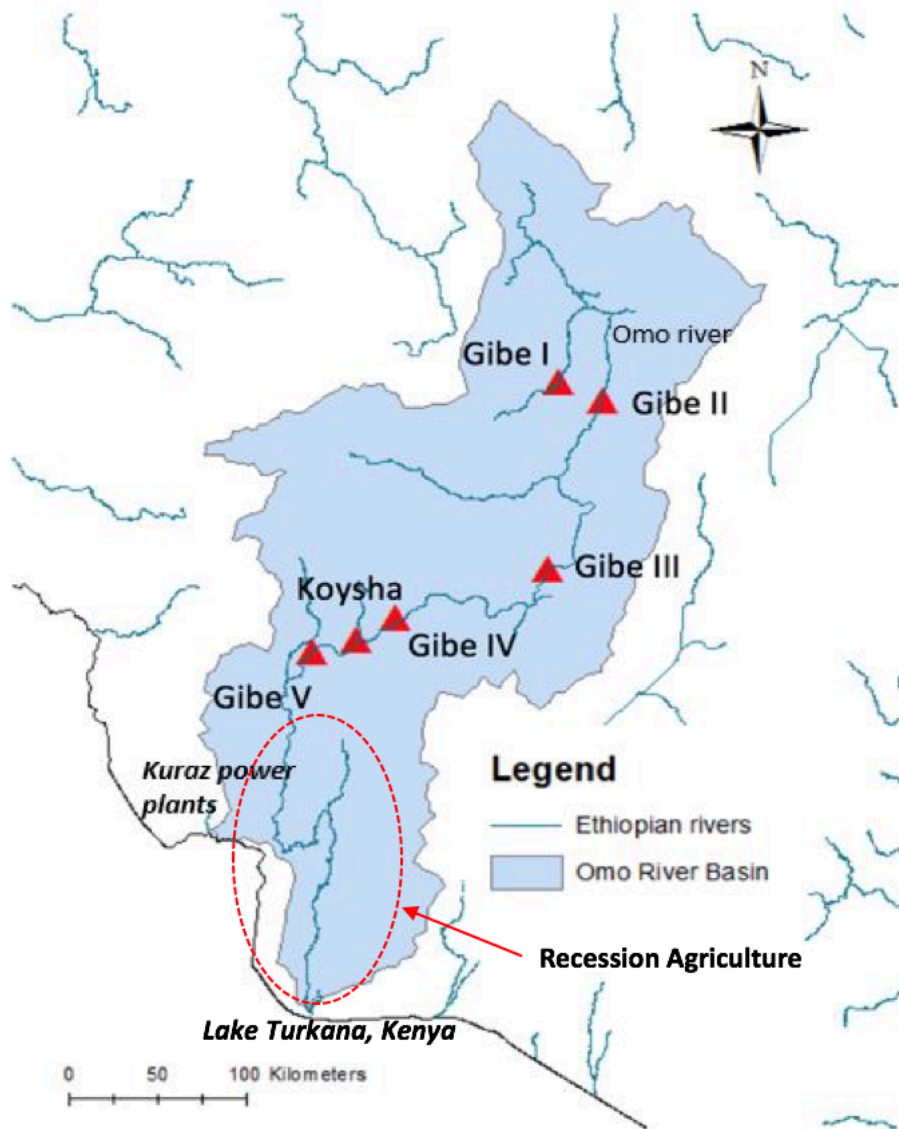 N
Omo river
Gibe I
Gibe II
Gibe III
Koysha
Gibe IV
Gibe V
Kuraz power
plants
Legend
Ethiopian rivers
Omo River Basin
Recession Agriculture
Lake Turkana, Kenya
0 50 100 Kilometers